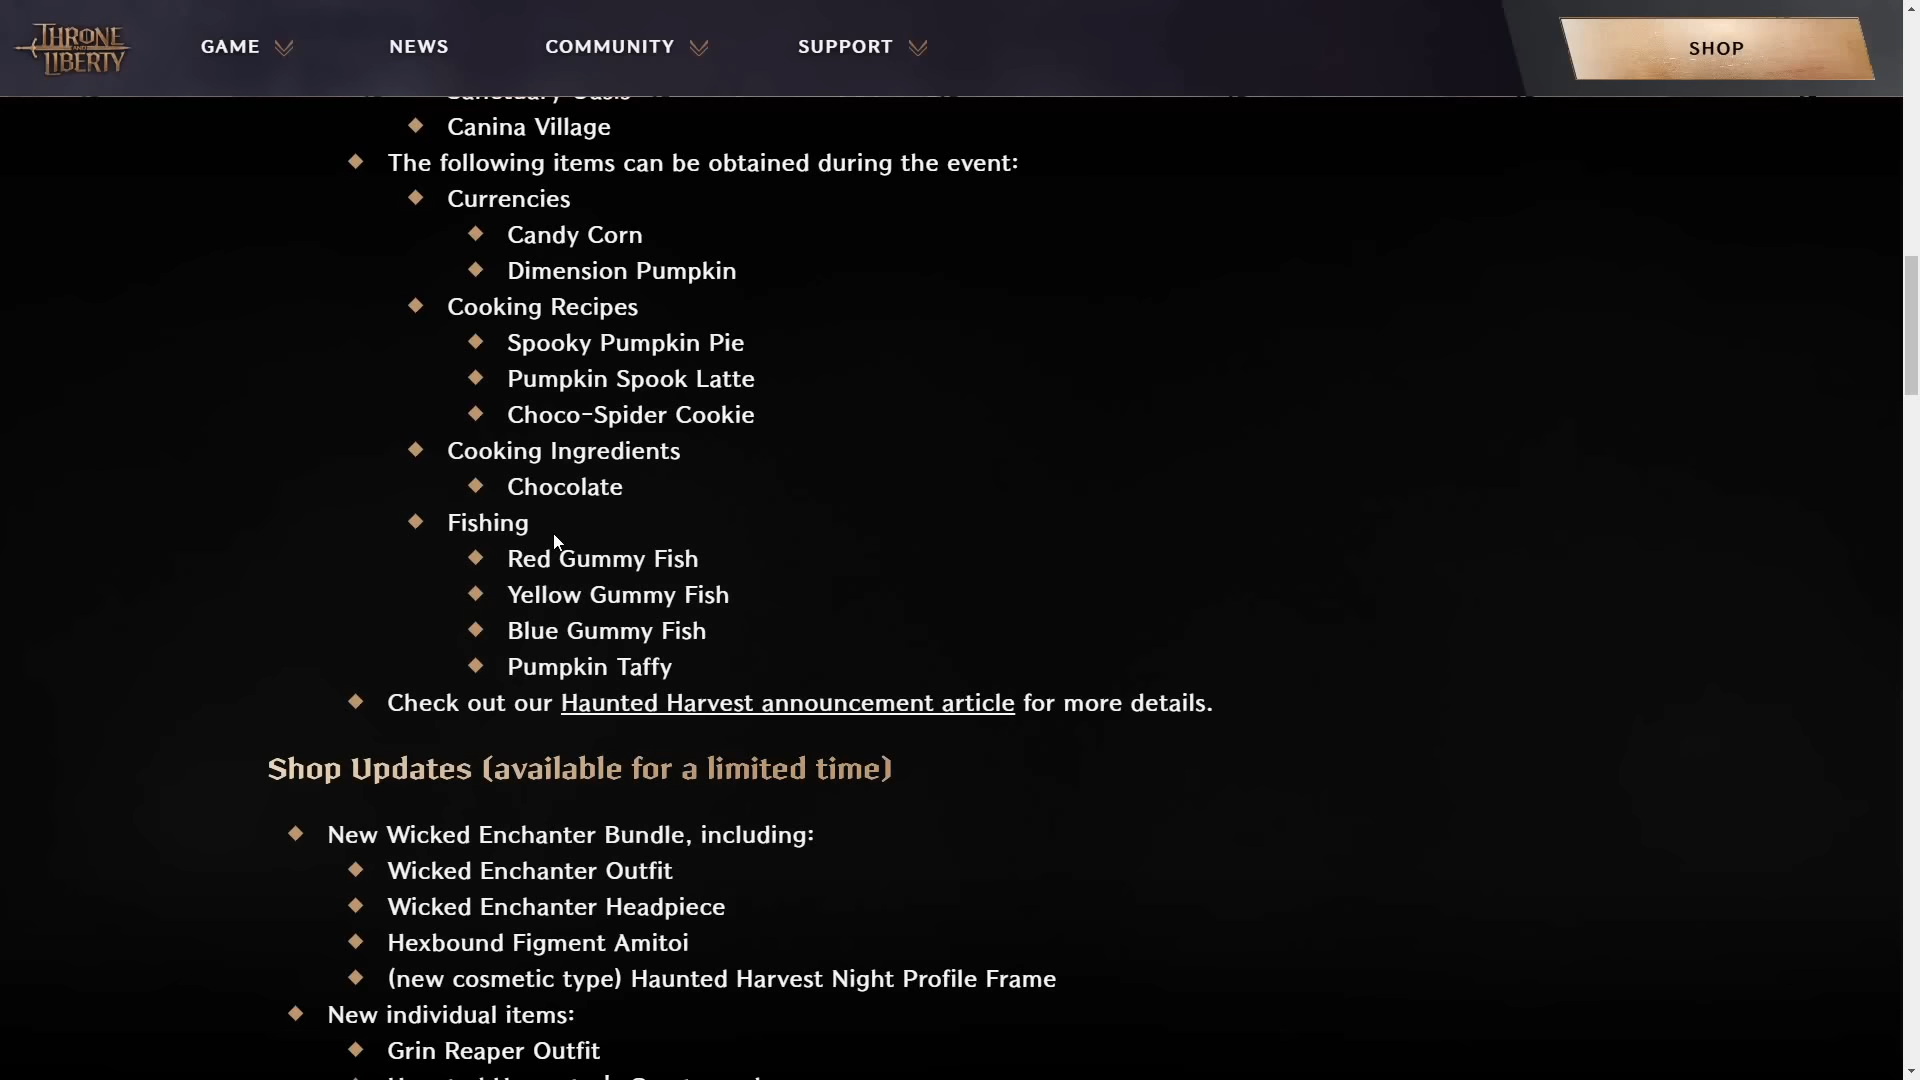 THRONE AND LIBERTY
GAME
NEWS
COMMUNITY
SUPPORT
SHOP
Sanctuary Oasis
Canina Village
The following items can be obtained during the event:
Currencies
Candy Corn
Dimension Pumpkin
Cooking Recipes
Spooky Pumpkin Pie
Pumpkin Spook Latte
Choco-Spider Cookie
Cooking Ingredients
Chocolate
Fishing
Red Gummy Fish
Yellow Gummy Fish
Blue Gummy Fish
Pumpkin Taffy
Check out our Haunted Harvest announcement article for more details.
Shop Updates (available for a limited time)
New Wicked Enchanter Bundle, including:
Wicked Enchanter Outfit
Wicked Enchanter Headpiece
Hexbound Figment Amitoi
(new cosmetic type) Haunted Harvest Night Profile Frame
New individual items:
Grin Reaper Outfit